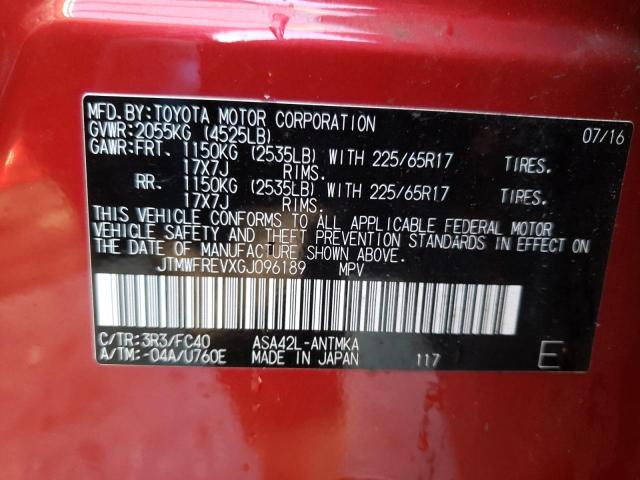 MFD.BY:TOYOTA MOTOR CORPORATION 07/16
GVWR:2055KG (4525LB)
GAWR:FRT. 1150KG (2535LB) WITH 225/65R17 TIRES.
17X7J RIMS.
RR. 1150KG (2535LB) WITH 225/65R17 TIRES.
17X7J RIMS.
THIS VEHICLE CONFORMS TO ALL APPLICABLE FEDERAL MOTOR
VEHICLE SAFETY AND THEFT PREVENTION STANDARDS IN EFFECT ON
THE DATE OF MANUFACTURE SHOWN ABOVE.
JTMWFREVXGJ096189 MPV
C/TR:3R3/FC40 ASA42L-ANTMKA
A/TM:-04A/U760E MADE IN JAPAN 117 E